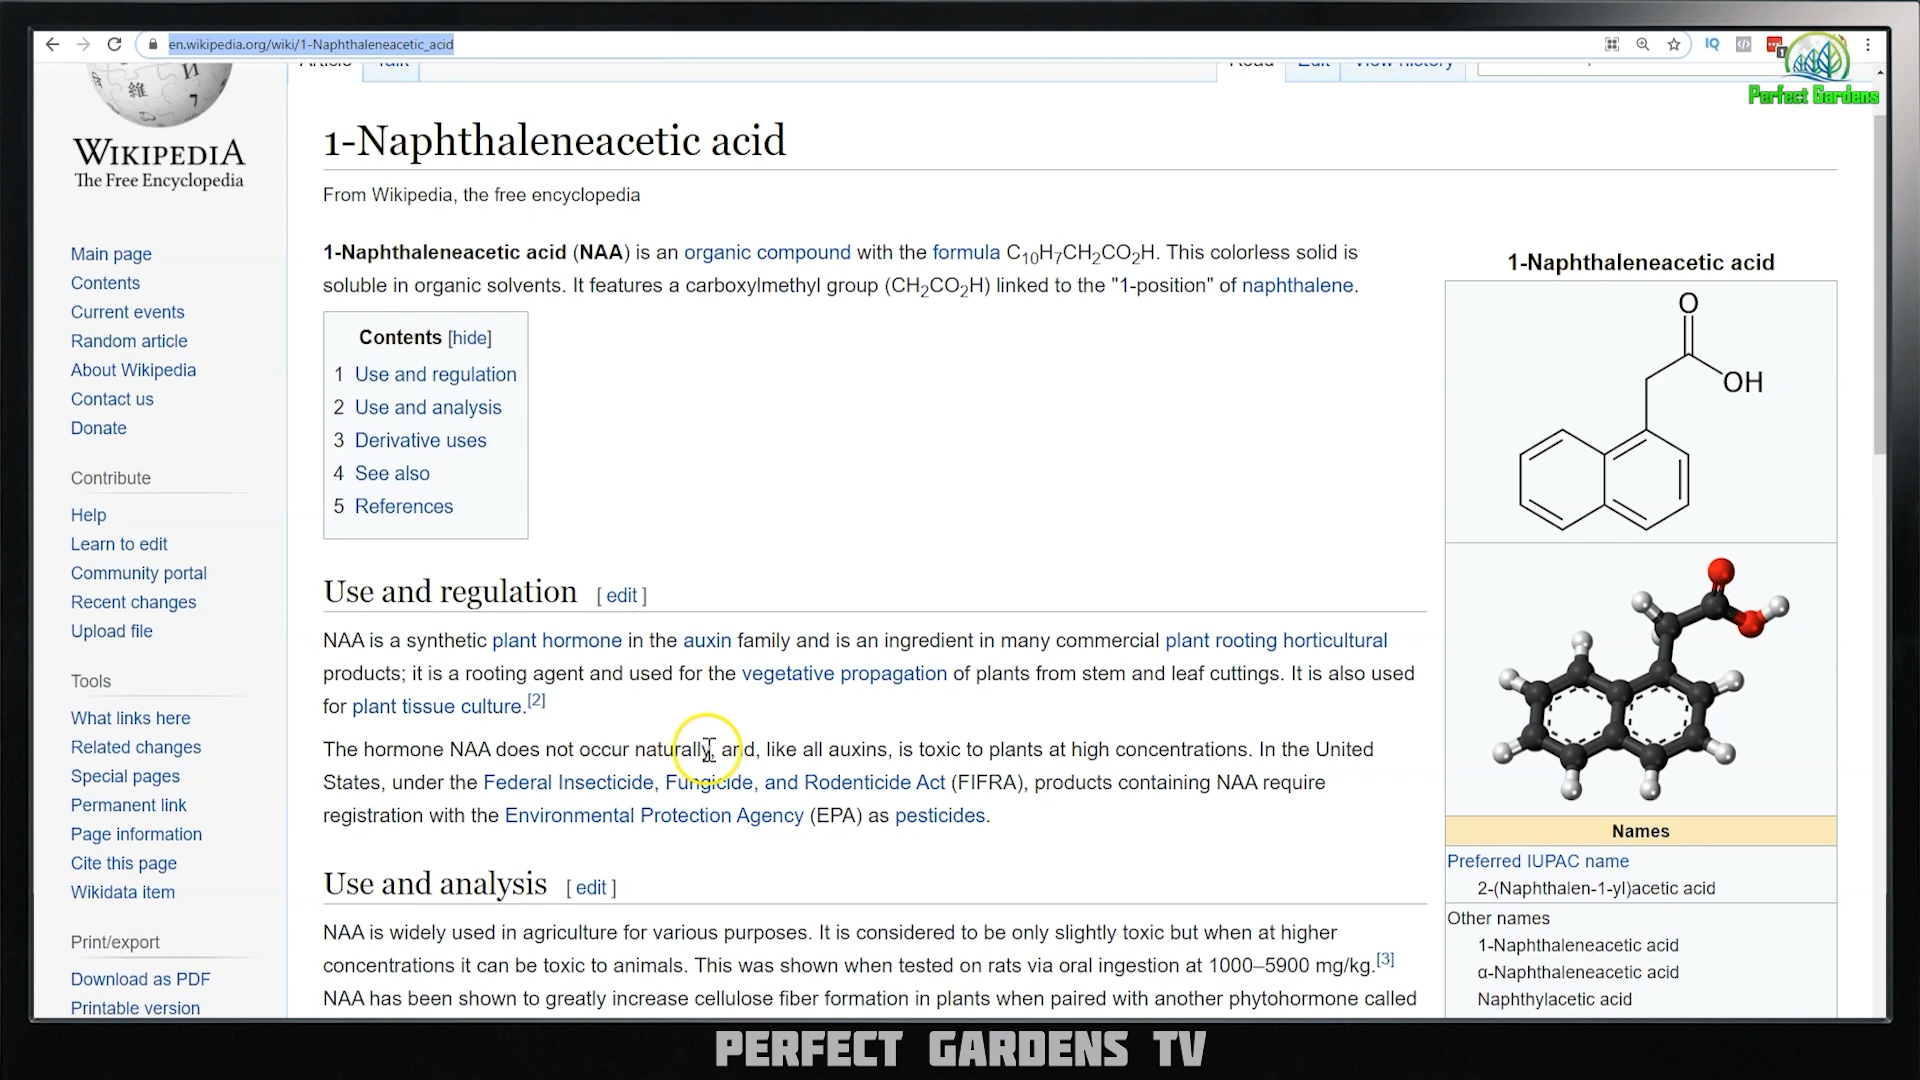 en.wikipedia.org/wiki/1-Naphthaleneacetic_acid
IQ
Perfect Gardens
Article Talk
Read Edit View history
WIKIPEDIA
The Free Encyclopedia
Main page
Contents
Current events
Random article
About Wikipedia
Contact us
Donate
Contribute
Help
Learn to edit
Community portal
Recent changes
Upload file
Tools
What links here
Related changes
Special pages
Permanent link
Page information
Cite this page
Wikidata item
Print/export
Download as PDF
Printable version
1-Naphthaleneacetic acid
From Wikipedia, the free encyclopedia
1-Naphthaleneacetic acid (NAA) is an organic compound with the formula C10H7CH2CO2H. This colorless solid is
soluble in organic solvents. It features a carboxylmethyl group (CH2CO2H) linked to the "1-position" of naphthalene.
Contents [hide]
1 Use and regulation
2 Use and analysis
3 Derivative uses
4 See also
5 References
Use and regulation [ edit ]
NAA is a synthetic plant hormone in the auxin family and is an ingredient in many commercial plant rooting horticultural
products; it is a rooting agent and used for the vegetative propagation of plants from stem and leaf cuttings. It is also used
for plant tissue culture.[2]
The hormone NAA does not occur naturally, and, like all auxins, is toxic to plants at high concentrations. In the United
States, under the Federal Insecticide, Fungicide, and Rodenticide Act (FIFRA), products containing NAA require
registration with the Environmental Protection Agency (EPA) as pesticides.
Use and analysis [ edit ]
NAA is widely used in agriculture for various purposes. It is considered to be only slightly toxic but when at higher
concentrations it can be toxic to animals. This was shown when tested on rats via oral ingestion at 1000–5900 mg/kg.[3]
NAA has been shown to greatly increase cellulose fiber formation in plants when paired with another phytohormone called
1-Naphthaleneacetic acid
O
OH
Names
Preferred IUPAC name
2-(Naphthalen-1-yl)acetic acid
Other names
1-Naphthaleneacetic acid
α-Naphthaleneacetic acid
Naphthylacetic acid
PERFECT GARDENS TV